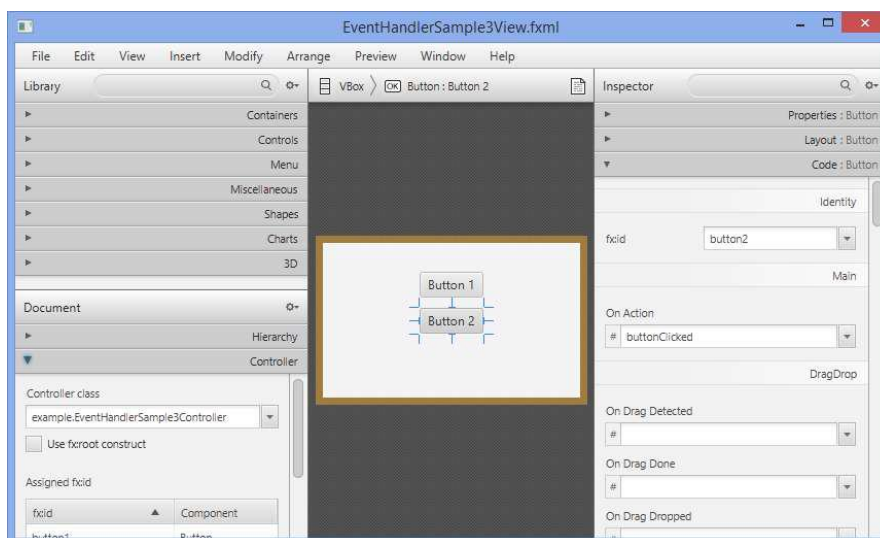 EventHandlerSample3View.fxml
File Edit View Insert Modify Arrange Preview Window Help
Library
Containers
Controls
Menu
Miscellaneous
Shapes
Charts
3D
Document
Hierarchy
Controller
Controller class
example.EventHandlerSample3Controller
Use fx:root construct
Assigned fx:id
fx:id Component
button1 Button
VBox OK Button : Button 2
Button 1
Button 2
Inspector
Properties : Button
Layout : Button
Code : Button
Identity
fx:id button2
Main
On Action
# buttonClicked
DragDrop
On Drag Detected
#
On Drag Done
#
On Drag Dropped
#